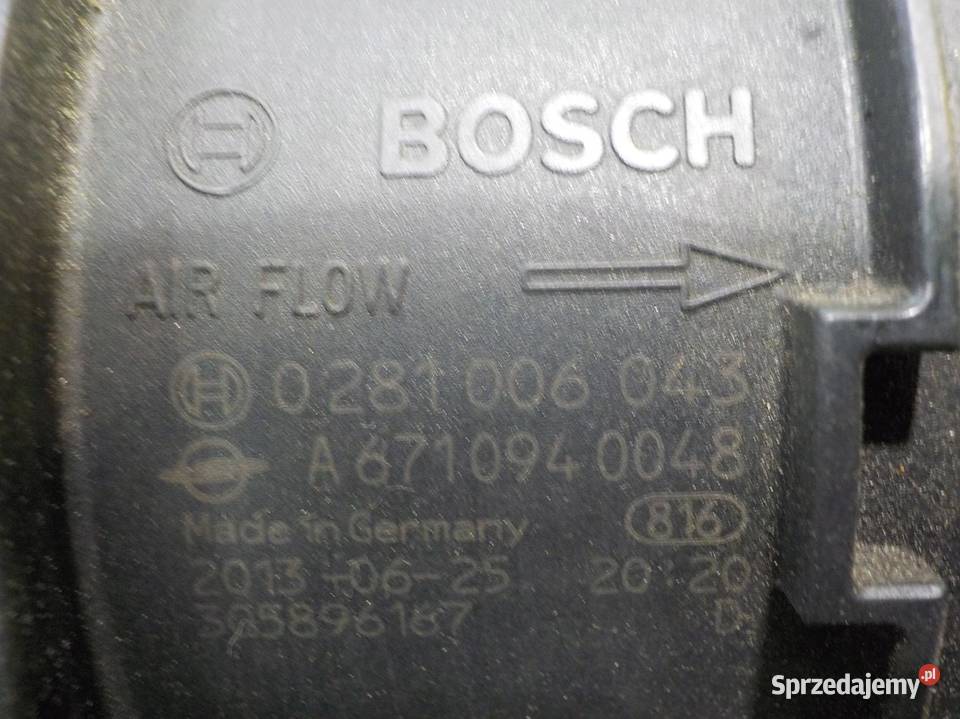 BOSCH
AIR FLOW
0 281 006 043
A 671 094 0048
Made in Germany 816
2013-06-25 20:20
Sprzedajemy.pl